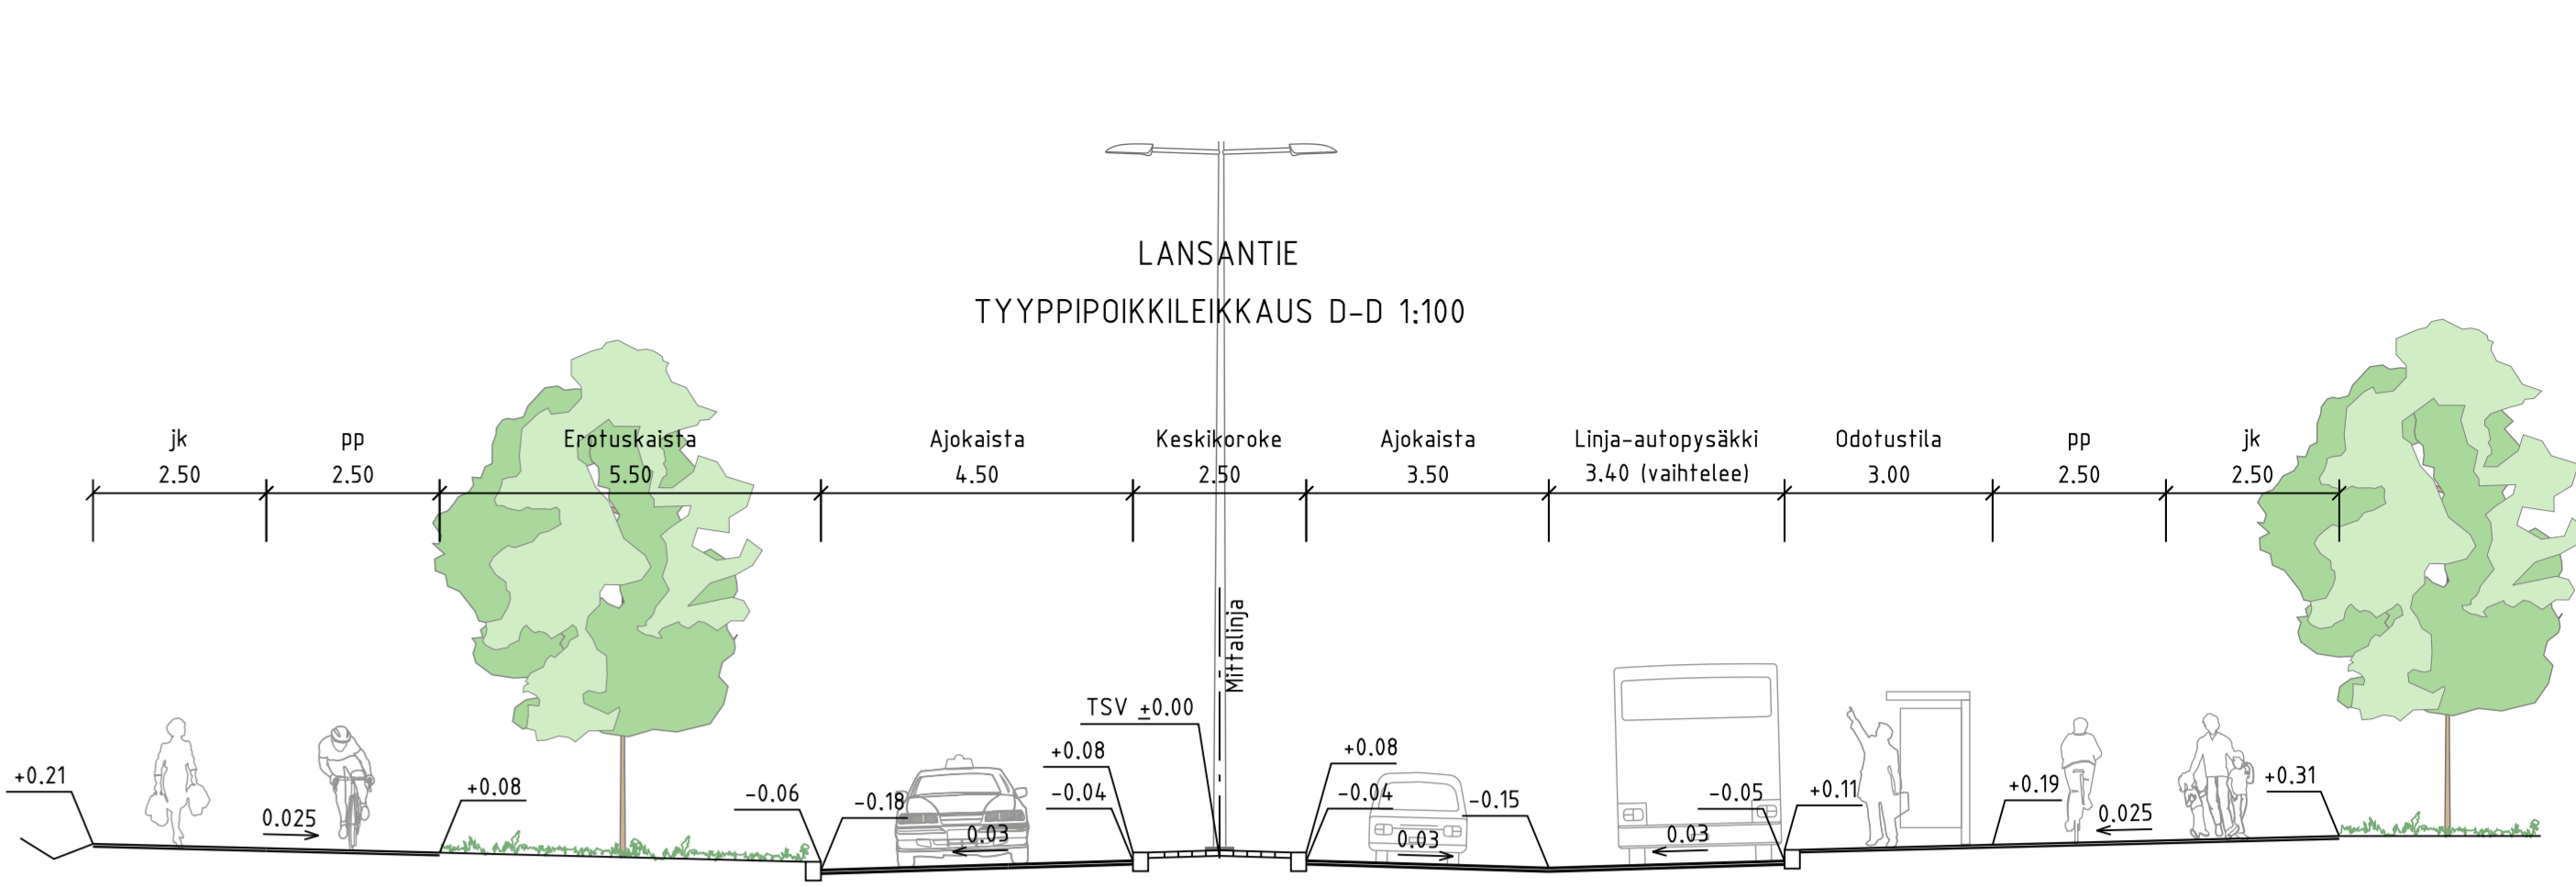 LANSANTIE
TYYPPIPOIKKILEIKKAUS D-D 1:100
jk pp Erotuskaista Ajokaista Keskikoroke Ajokaista Linja-autopysäkki Odotustila pp jk
2.50 2.50 5.50 4.50 2.50 3.50 3.40 (vaihtelee) 3.00 2.50 2.50
Mittalinja
TSV ±0.00
+0.08 +0.08
+0.21 +0.08 -0.06 -0.18 -0.04 -0.04 -0.15 -0.05 +0.11 +0.19 +0.31
0.025 0.03 0.03 0.03 0.025